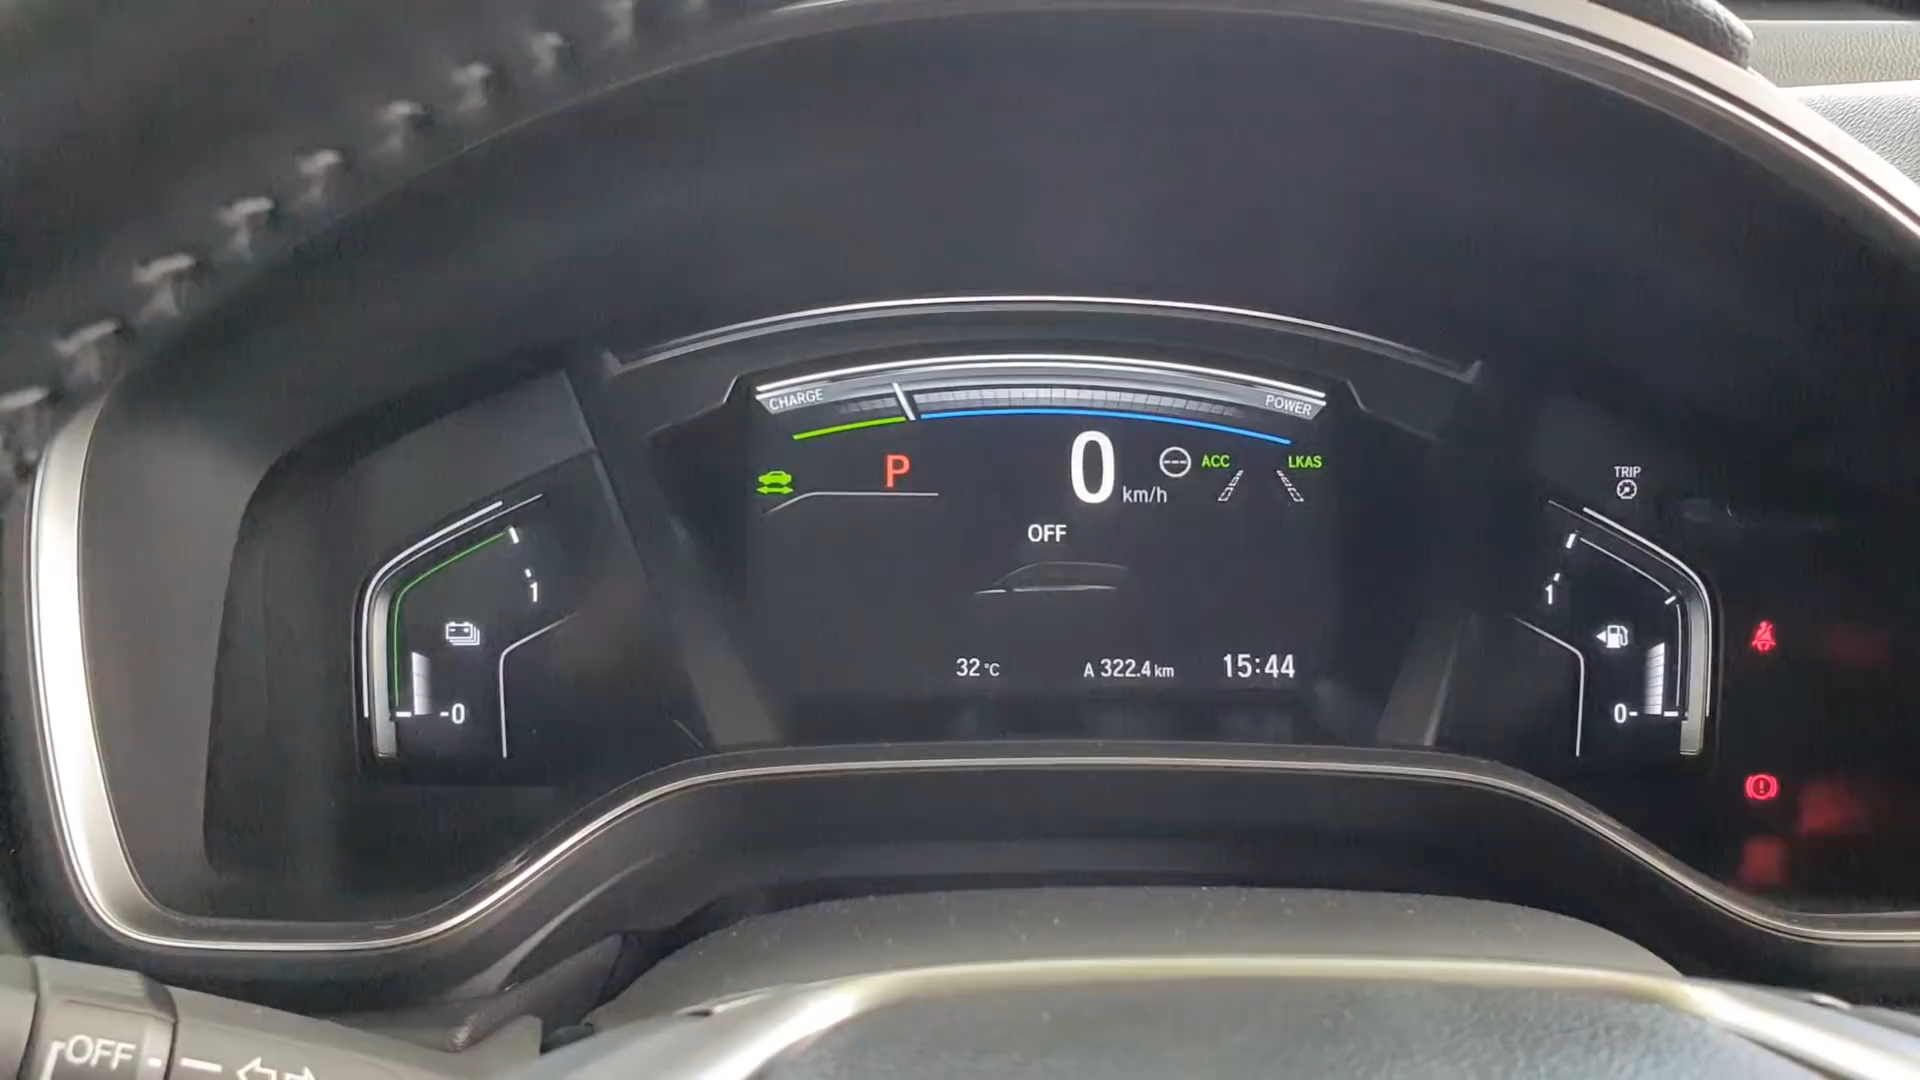 CHARGE
POWER
P
0 km/h
ACC
LKAS
TRIP
OFF
1
1
-0
0-
32 °C
A 322.4 km
15:44
OFF